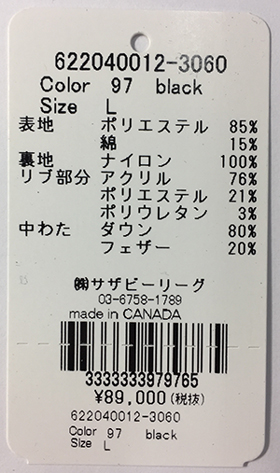 622040012-3060
Color 97 black
Size L
表地 ポリエステル 85%
綿 15%
裏地 ナイロン 100%
リブ部分 アクリル 76%
ポリエステル 21%
ポリウレタン 3%
中わた ダウン 80%
フェザー 20%
㈱サザビーリーグ
03-6758-1789
made in CANADA
3333333979765
¥89,000(税抜)
622040012-3060
Color 97 black
Size L